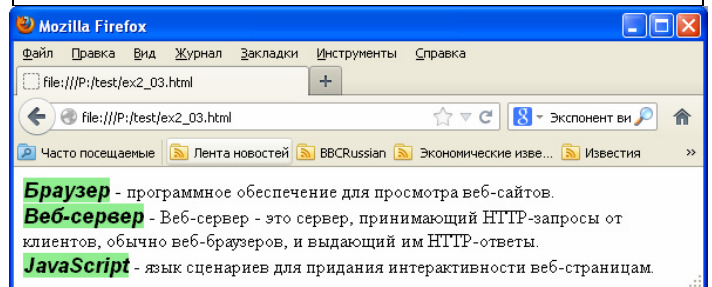 Mozilla Firefox
Файл Правка Вид Журнал Закладки Инструменты Справка
file:///P:/test/ex2_03.html +
file:///P:/test/ex2_03.html 8 Экспонент ви
Часто посещаемые Лента новостей BBCRussian Экономические изве... Известия »
Браузер - программное обеспечение для просмотра веб-сайтов.
Веб-сервер - Веб-сервер - это сервер, принимающий HTTP-запросы от
клиентов, обычно веб-браузеров, и выдающий им HTTP-ответы.
JavaScript - язык сценариев для придания интерактивности веб-страницам.